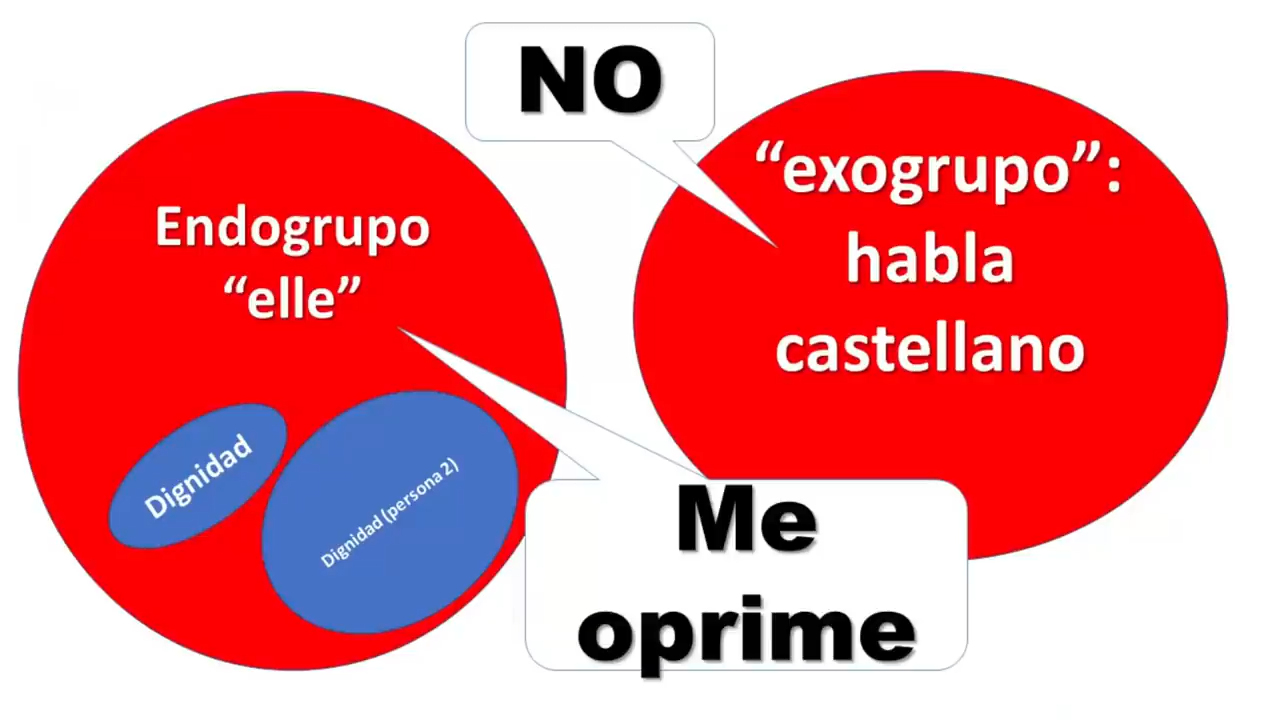 NO
“exogrupo”:
habla
castellano
Endogrupo
“elle”
Dignidad
Dignidad (persona 2)
Me
oprime